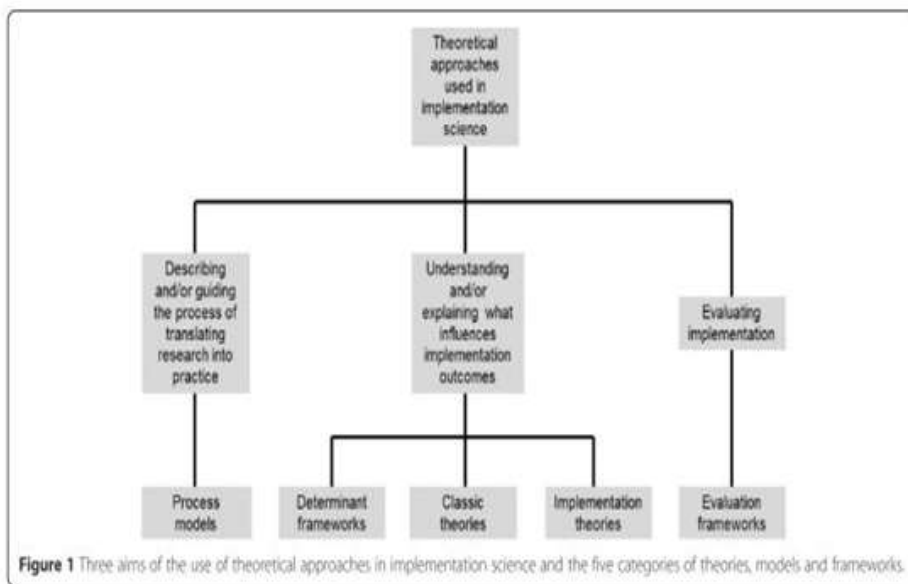 Theoretical
approaches
used in
implementation
science
Describing
and/or guiding
the process of
translating
research into
practice
Understanding
and/or
explaining what
influences
implementation
outcomes
Evaluating
implementation
Process
models
Determinant
frameworks
Classic
theories
Implementation
theories
Evaluation
frameworks
Figure 1 Three aims of the use of theoretical approaches in implementation science and the five categories of theories, models and frameworks.